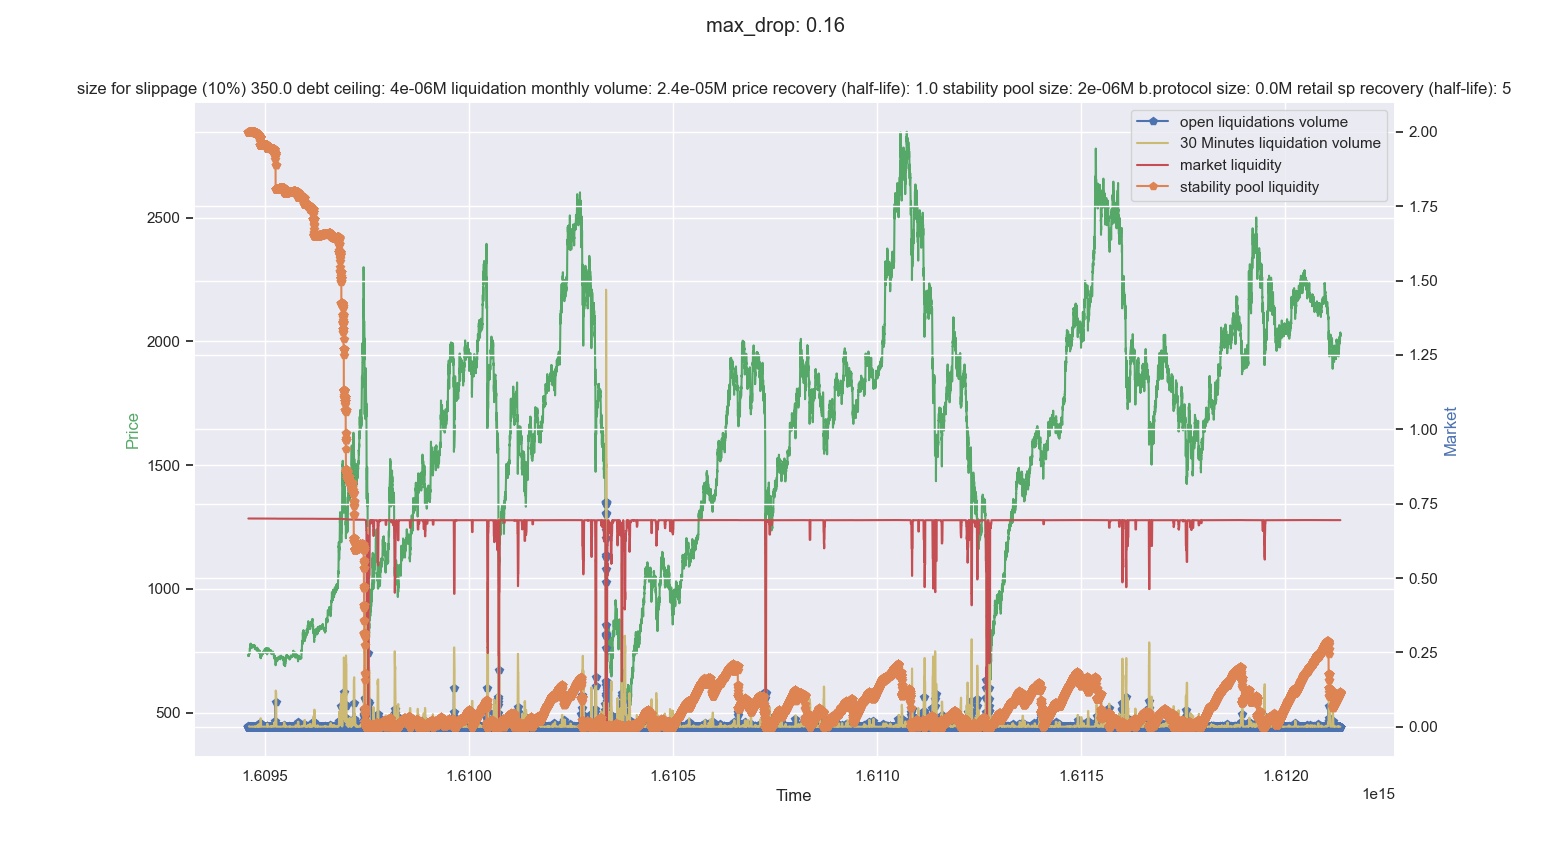 max_drop: 0.16
size for slippage (10%) 350.0 debt ceiling: 4e-06M liquidation monthly volume: 2.4e-05M price recovery (half-life): 1.0 stability pool size: 2e-06M b.protocol size: 0.0M retail sp recovery (half-life): 5
open liquidations volume
30 Minutes liquidation volume
market liquidity
stability pool liquidity
2500
2000
1500
1000
500
Price
2.00
1.75
1.50
1.25
1.00
0.75
0.50
0.25
0.00
Market
1.6095 1.6100 1.6105 1.6110 1.6115 1.6120
1e15
Time